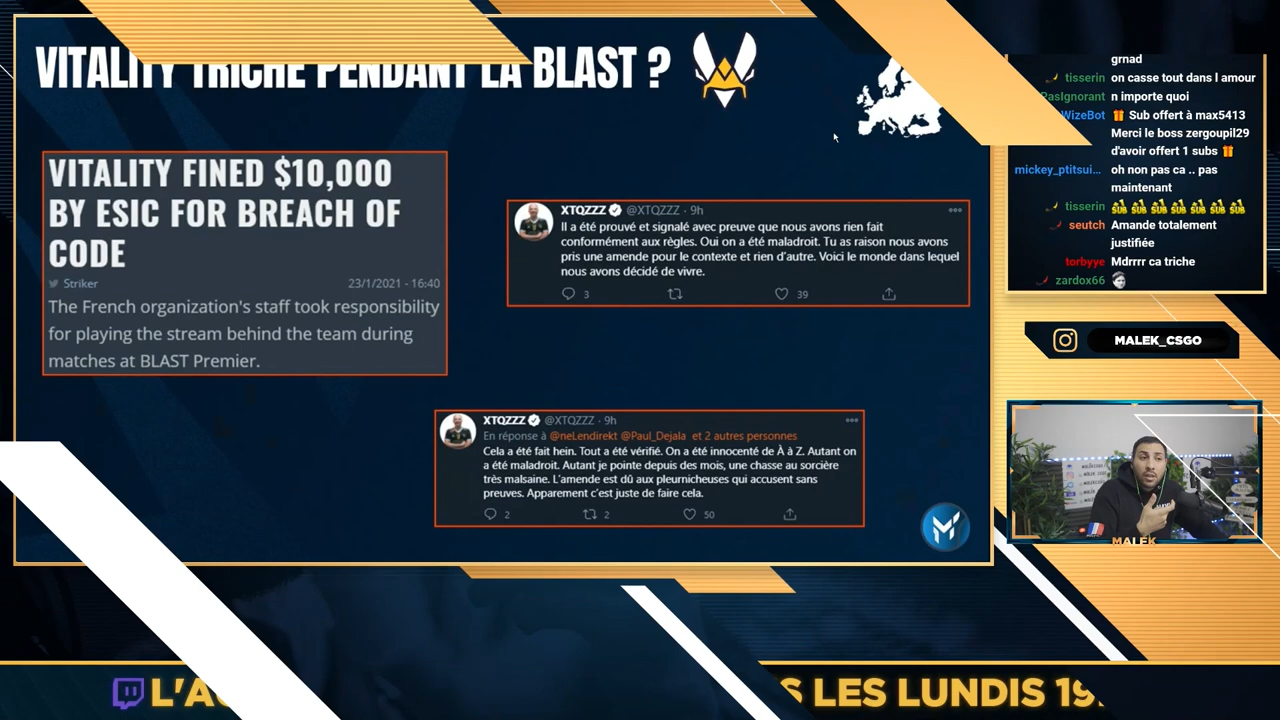 VITALITY TRICHE PENDANT LA BLAST ?
VITALITY FINED $10,000
BY ESIC FOR BREACH OF
CODE
Striker
23/1/2021 - 16:40
The French organization's staff took responsibility
for playing the stream behind the team during
matches at BLAST Premier.
XTQZZZ @XTQZZZ · 9h
Il a été prouvé et signalé avec preuve que nous avons rien fait
conformément aux règles. Oui on a été maladroit. Tu as raison nous avons
pris une amende pour le contexte et rien d'autre. Voici le monde dans lequel
nous avons décidé de vivre.
3
39
XTQZZZ @XTQZZZ · 9h
En réponse à @neLendirekt @Paul_Dejala et 2 autres personnes
Cela a été fait hein. Tout a été vérifié. On a été innocenté de À à Z. Autant on
a été maladroit. Autant je pointe depuis des mois, une chasse au sorcière
très malsaine. L'amende est dû aux pleurnicheuses qui accusent sans
preuves. Apparement c'est juste de faire cela.
2
2
50
grnad
tisserin on casse tout dans l amour
PasIgnorant n importe quoi
WizeBot Sub offert à max5413
Merci le boss zergoupil29
d'avoir offert 1 subs
mickey_ptitsui... oh non pas ca .. pas
maintenant
tisserin SUB SUB SUB SUB SUB SUB SUB
seutch Amande totalement
justifiée
torbyye Mdrrrr ca triche
zardox66
MALEK_CSGO
MALEK
L'A
S LES LUNDIS 19